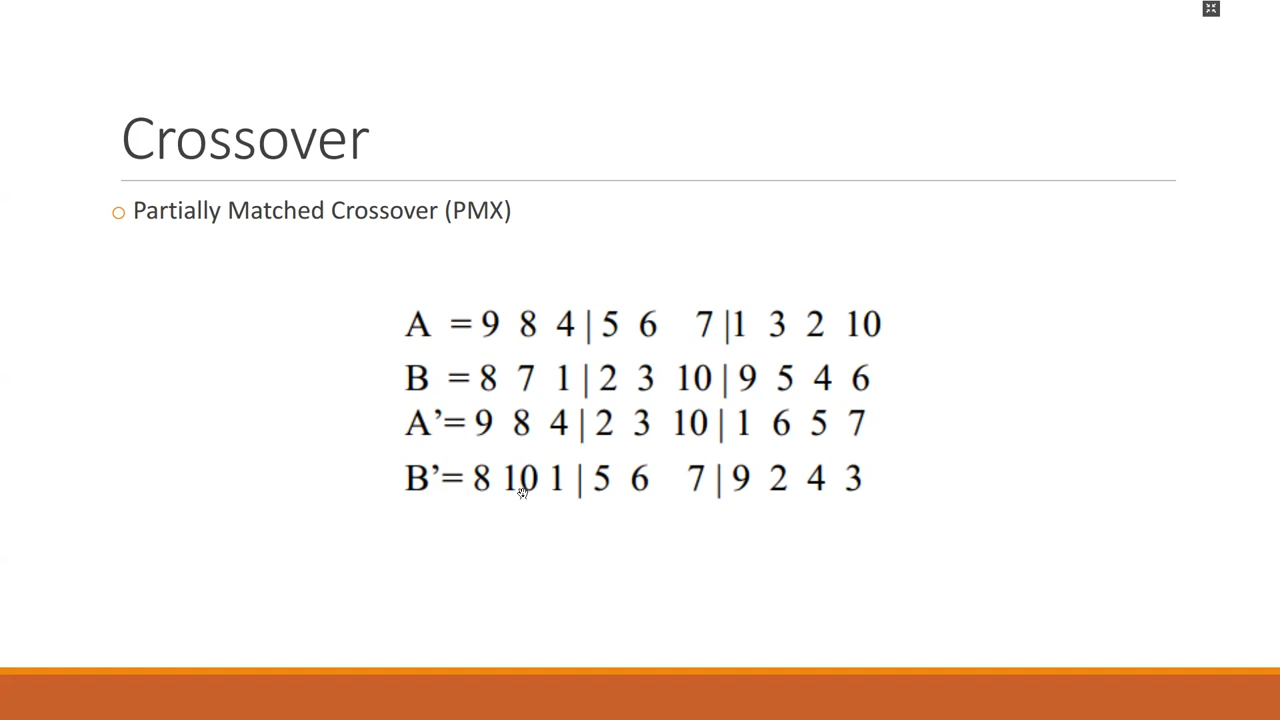 Crossover
Partially Matched Crossover (PMX)
A = 9 8 4 | 5 6 7 | 1 3 2 10
B = 8 7 1 | 2 3 10 | 9 5 4 6
A’= 9 8 4 | 2 3 10 | 1 6 5 7
B’= 8 10 1 | 5 6 7 | 9 2 4 3